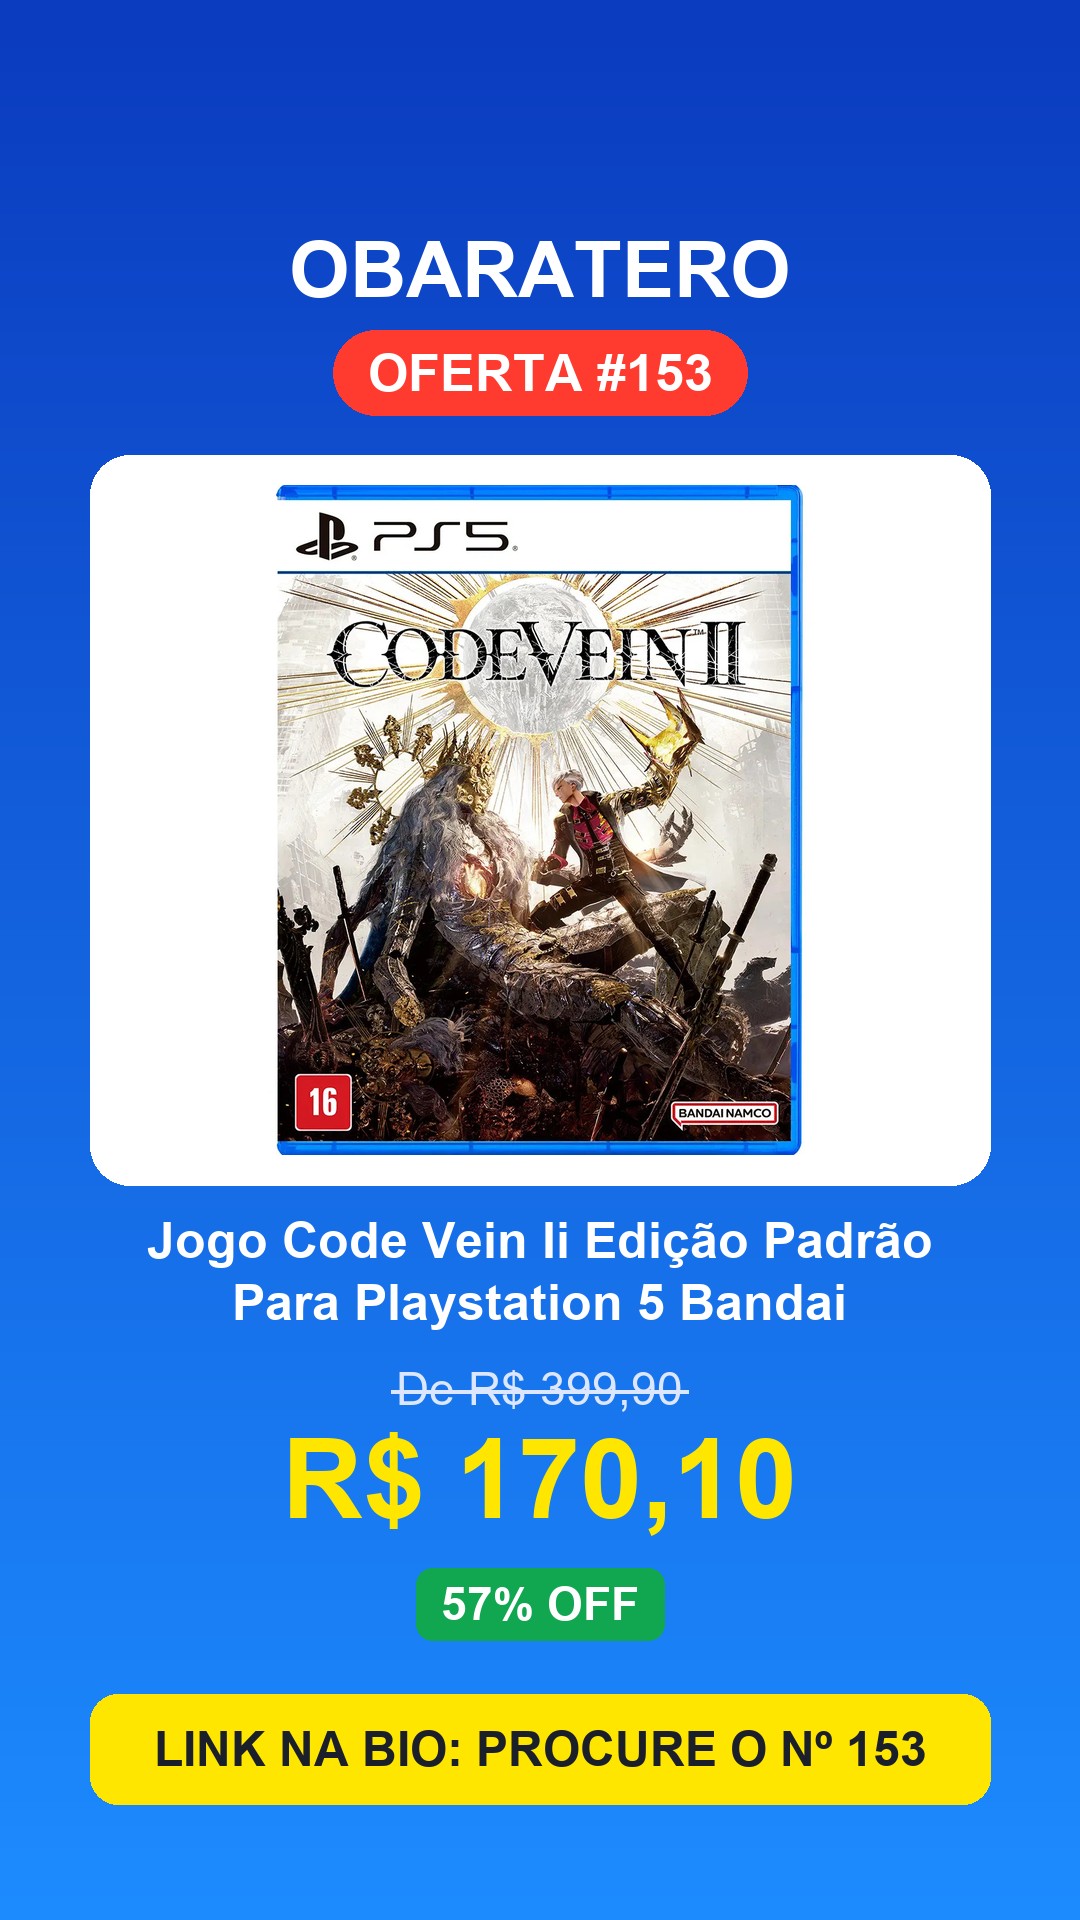 OBARATERO
OFERTA #153
PS5
CODE VEIN II
16
BANDAI NAMCO
Jogo Code Vein Ii Edição Padrão
Para Playstation 5 Bandai
De R$ 399,90
R$ 170,10
57% OFF
LINK NA BIO: PROCURE O Nº 153